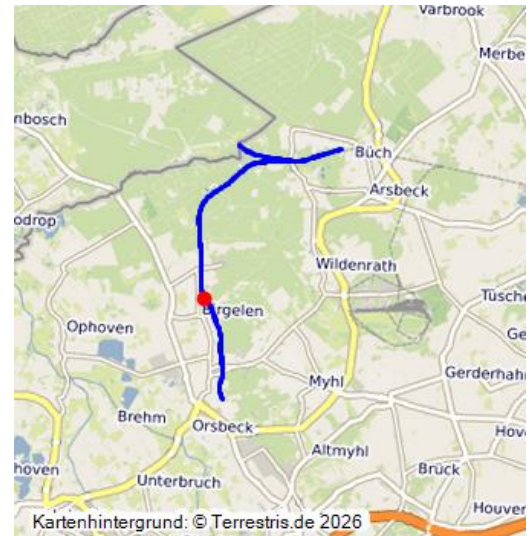 Varbrook
Merbe
nbosch
Büch
Arsbeck
odrop
Wildenrath
Tüsche
Birgelen
Ophoven
Ge
Gerderhahn
Myhl
Brehm
Orsbeck
Hov
Altmyhl
hoven
Brück
Unterbruch
Houver
Kartenhintergrund: © Terrestris.de 2026